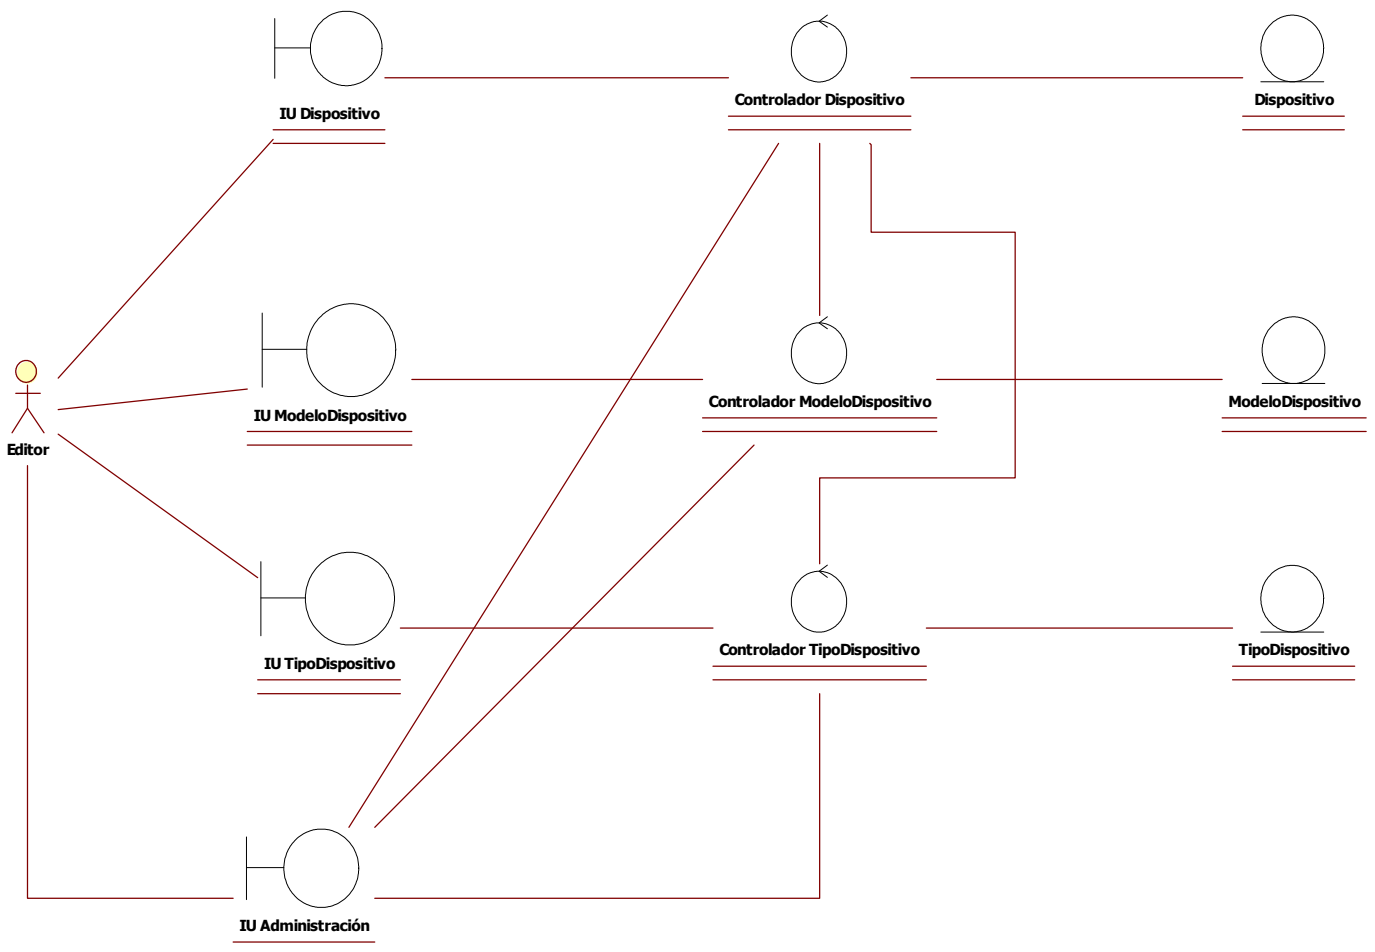 IU Dispositivo
Controlador Dispositivo
Dispositivo
Editor
IU ModeloDispositivo
Controlador ModeloDispositivo
ModeloDispositivo
IU TipoDispositivo
Controlador TipoDispositivo
TipoDispositivo
IU Administración